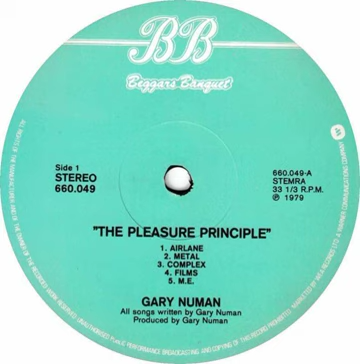 BB
Beggars Banquet
Side 1
STEREO
660.049
660.049-A
STEMRA
33 1/3 R.P.M.
℗ 1979
"THE PLEASURE PRINCIPLE"
1. AIRLANE
2. METAL
3. COMPLEX
4. FILMS
5. M.E.
GARY NUMAN
All songs written by Gary Numan
Produced by Gary Numan